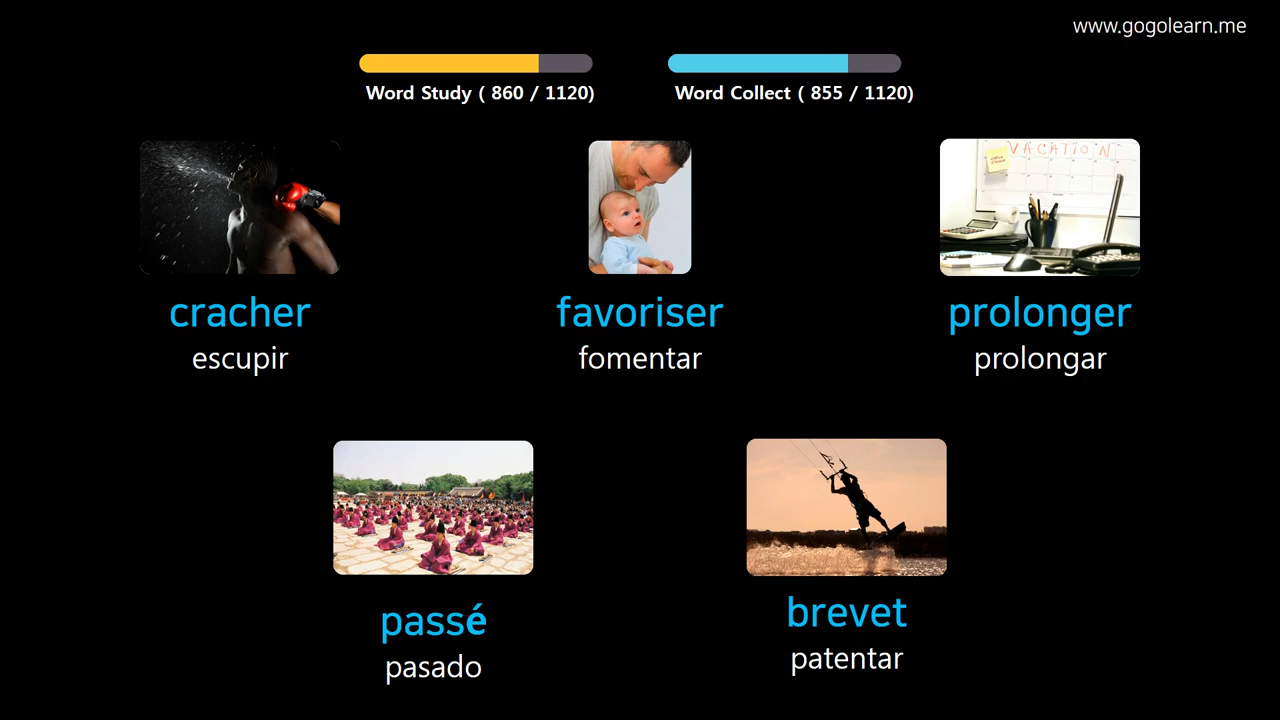 www.gogolearn.me
Word Study ( 860 / 1120)
Word Collect ( 855 / 1120)
VACATION
cracher
favoriser
prolonger
escupir
fomentar
prolongar
passé
brevet
pasado
patentar